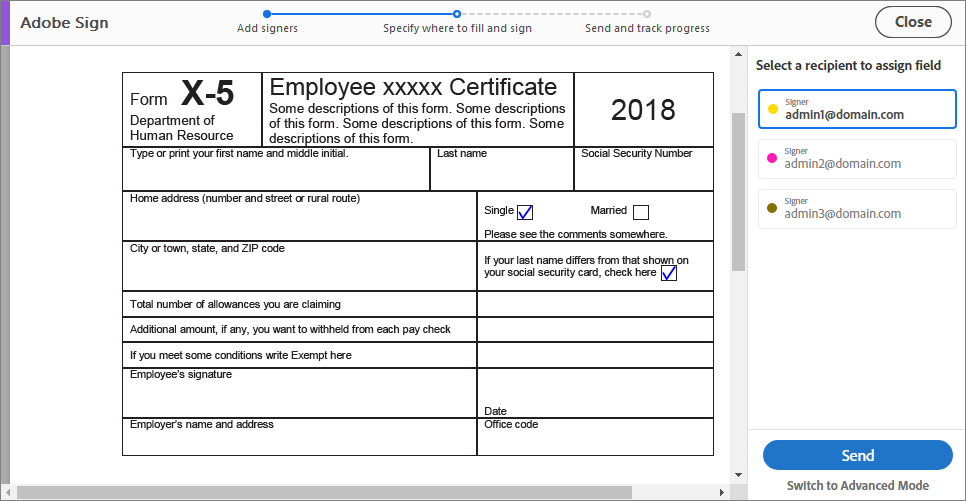 Adobe Sign
Add signers
Specify where to fill and sign
Send and track progress
Close
Form X-5
Department of
Human Resource
Employee xxxxx Certificate
Some descriptions of this form. Some descriptions
of this form. Some descriptions of this form. Some
descriptions of this form.
2018
Type or print your first name and middle initial.
Last name
Social Security Number
Home address (number and street or rural route)
Single
Married
Please see the comments somewhere.
City or town, state, and ZIP code
If your last name differs from that shown on
your social security card, check here
Total number of allowances you are claiming
Additional amount, if any, you want to withheld from each pay check
If you meet some conditions write Exempt here
Employee's signature
Date
Employer's name and address
Office code
Select a recipient to assign field
Signer
admin1@domain.com
Signer
admin2@domain.com
Signer
admin3@domain.com
Send
Switch to Advanced Mode